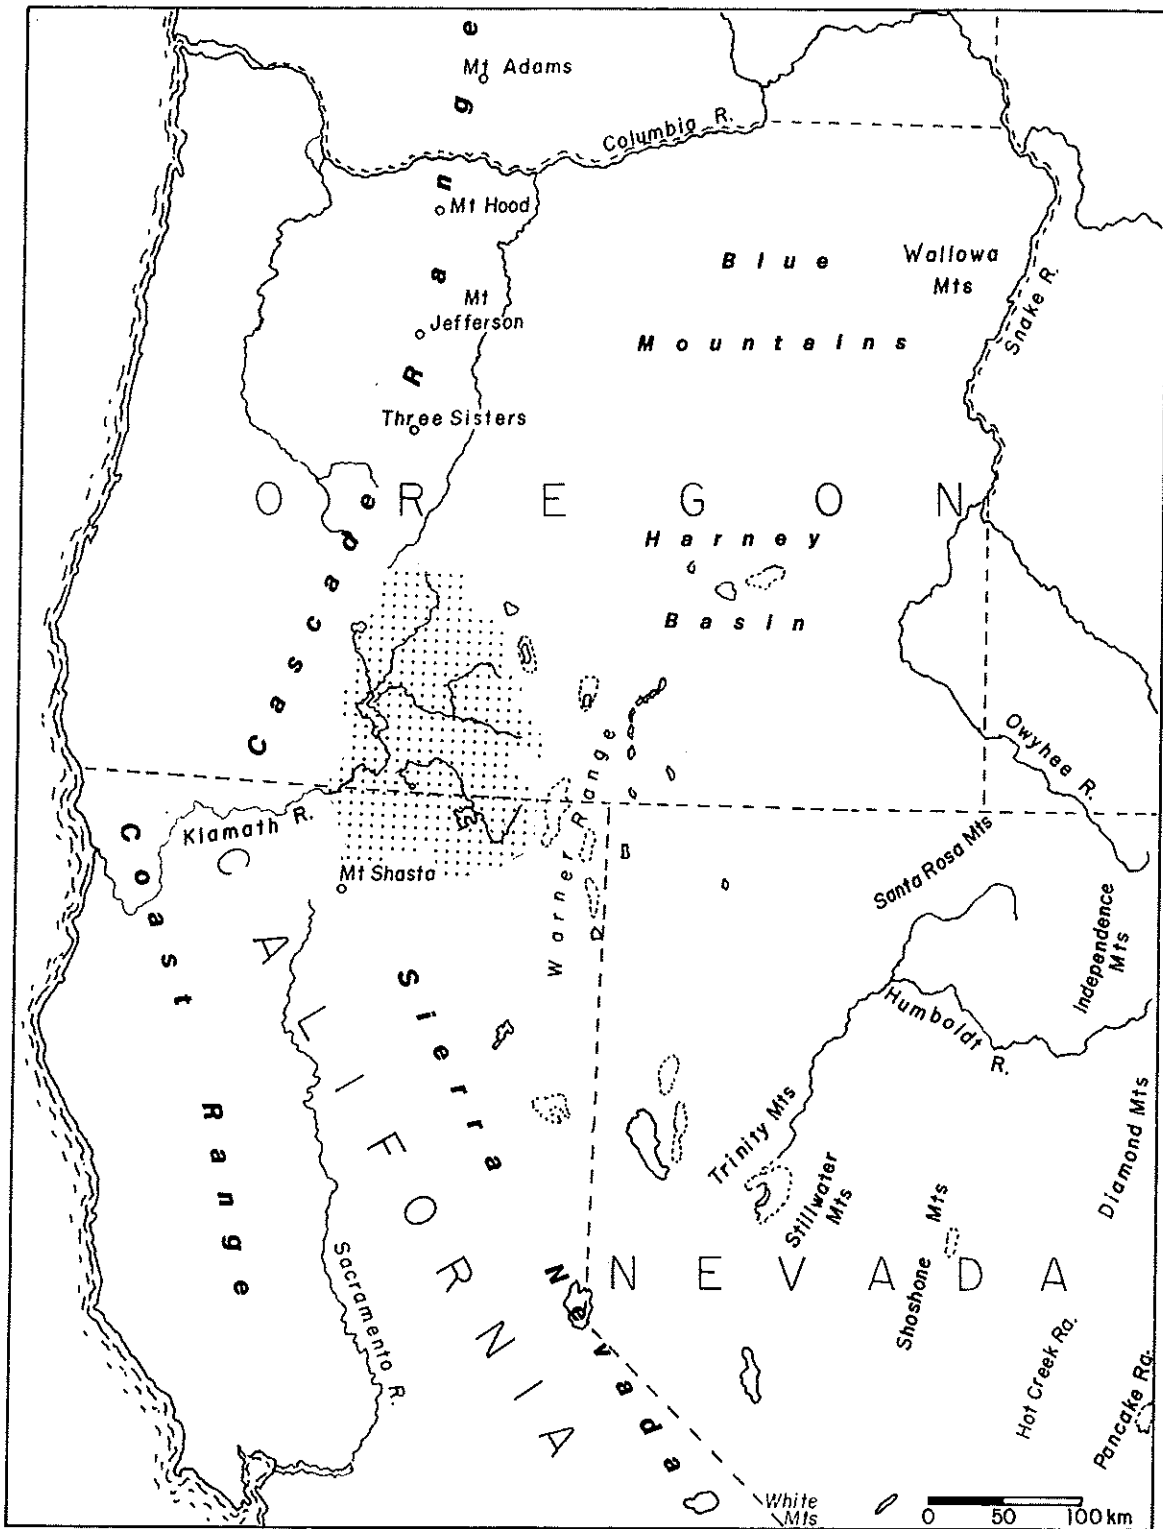 Mt Adams
Columbia R.
Mt Hood
Cascade Range
Blue
Mountains
Wallowa
Mts
Snake R.
Mt
Jefferson
Three Sisters
OREGON
Harney
Basin
Owyhee R.
Klamath R.
Mt Shasta
Warner Range
Santa Rosa Mts
Independence
Mts
Coast Range
CALIFORNIA
Sierra Nevada
Humboldt R.
Trinity Mts
Stillwater
Mts
Diamond Mts
Shoshone Mts
NEVADA
Sacramento R.
Hot Creek Ra.
Pancake Ra.
White
Mts
0 50 100 km